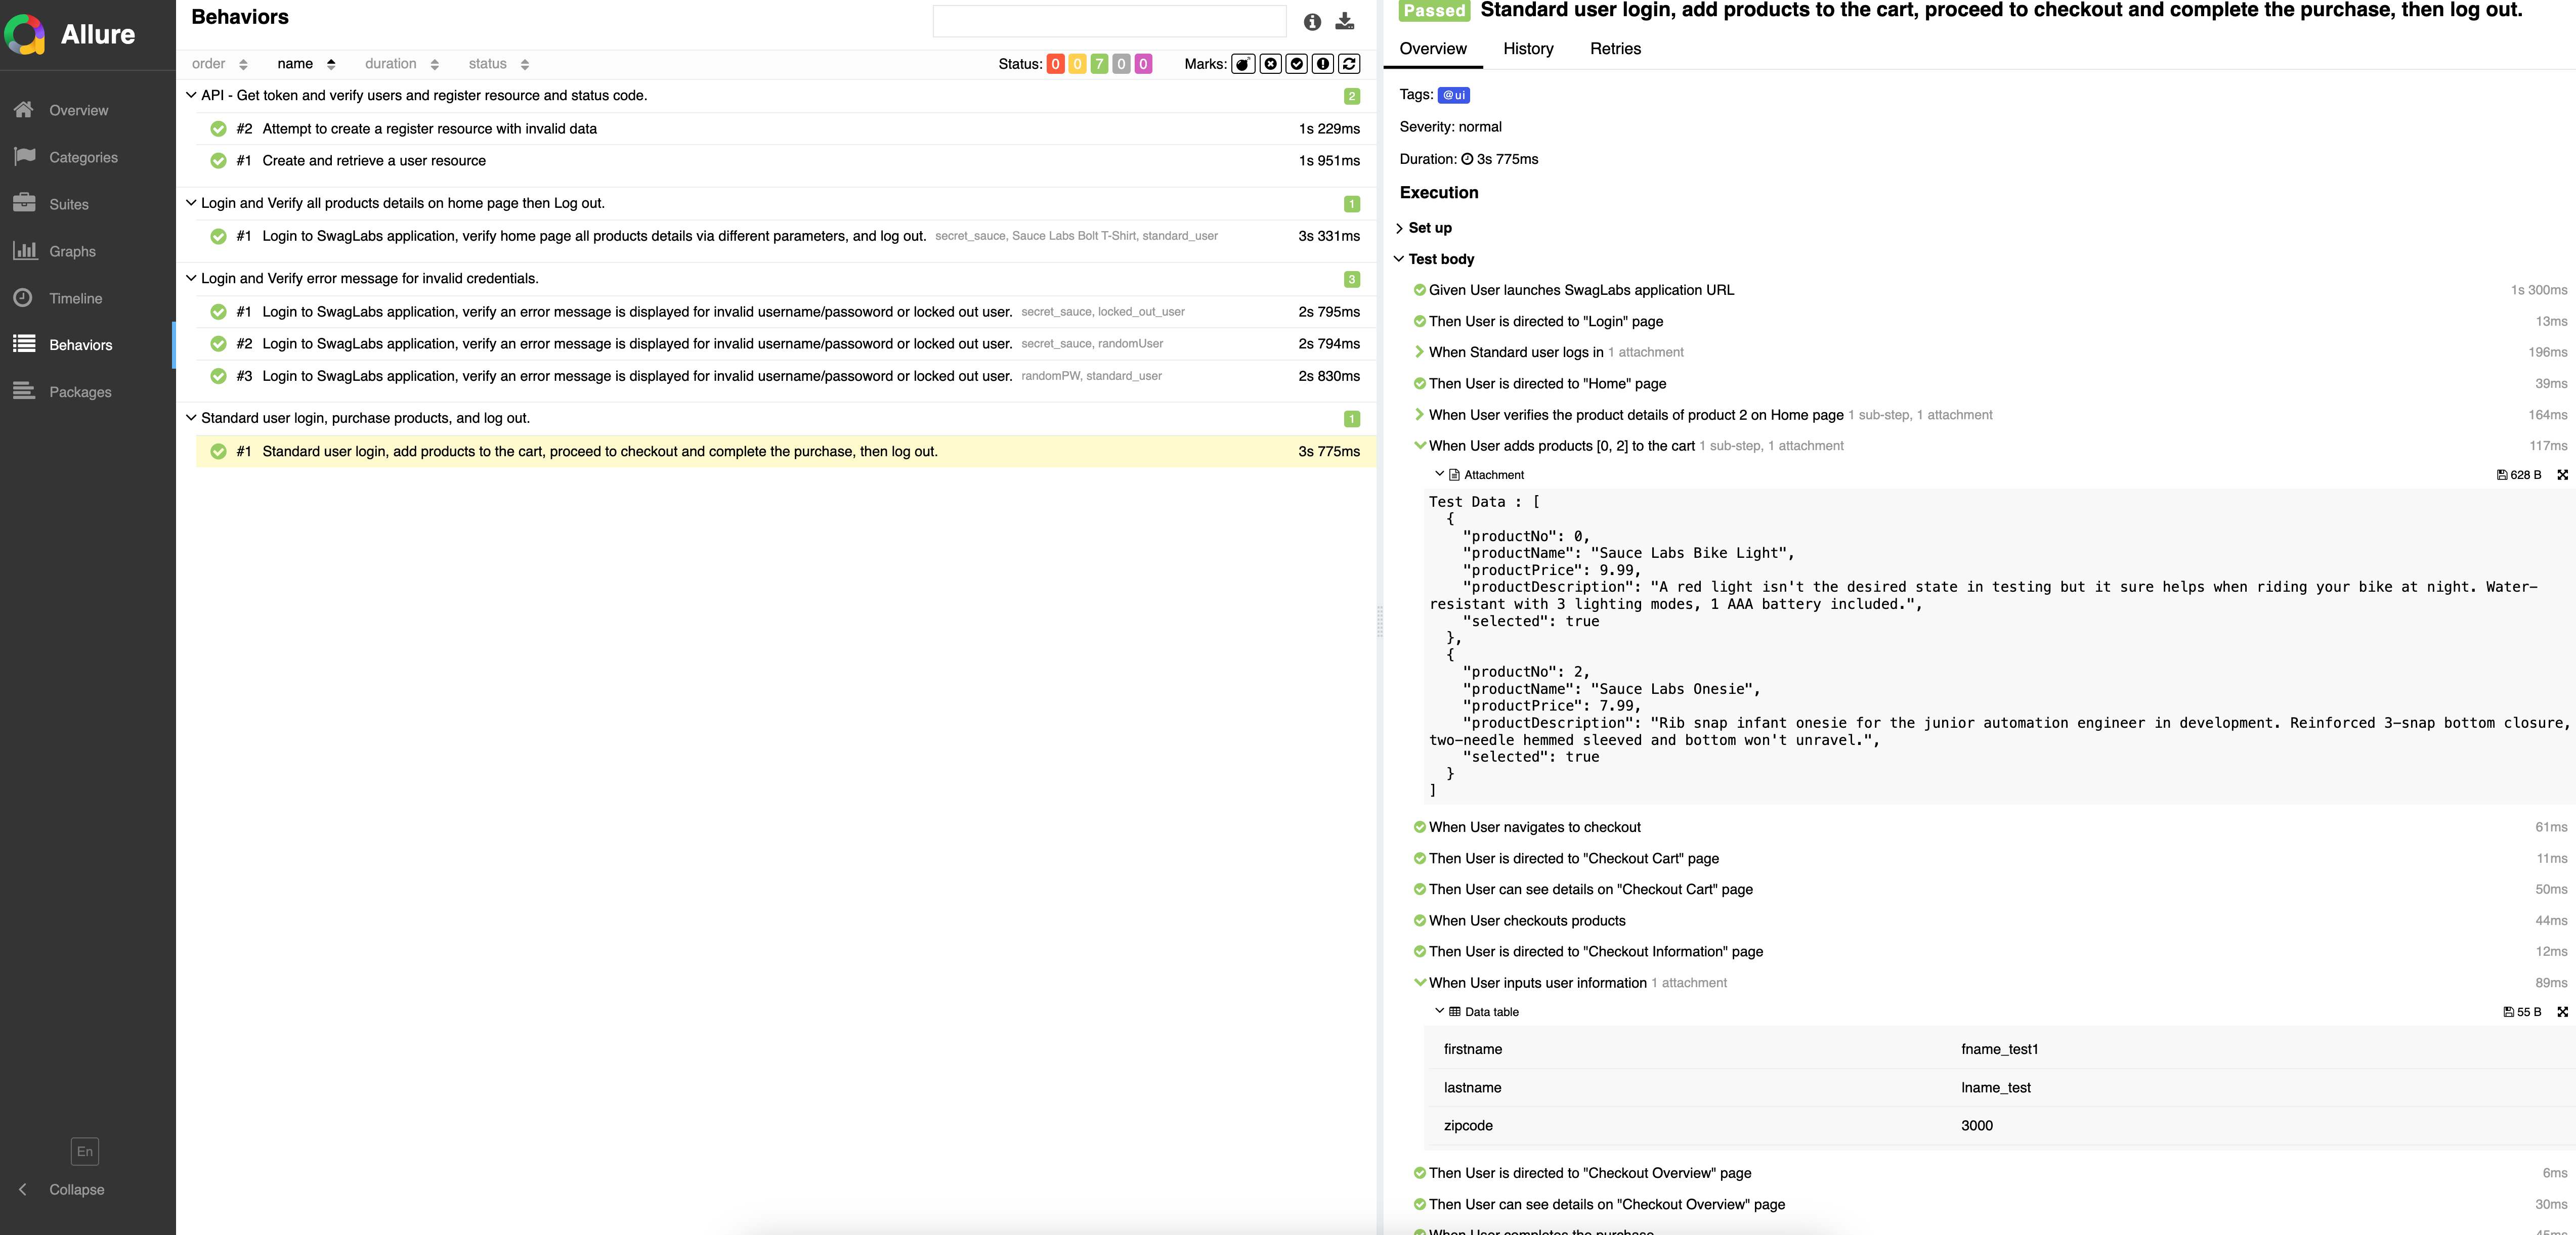 Allure
Overview
Categories
Suites
Graphs
Timeline
Behaviors
Packages
En
Collapse
Behaviors
order name duration status Status: 0 0 7 0 0 Marks:
API - Get token and verify users and register resource and status code. 2
#2 Attempt to create a register resource with invalid data 1s 229ms
#1 Create and retrieve a user resource 1s 951ms
Login and Verify all products details on home page then Log out. 1
#1 Login to SwagLabs application, verify home page all products details via different parameters, and log out. secret_sauce, Sauce Labs Bolt T-Shirt, standard_user 3s 331ms
Login and Verify error message for invalid credentials. 3
#1 Login to SwagLabs application, verify an error message is displayed for invalid username/passoword or locked out user. secret_sauce, locked_out_user 2s 795ms
#2 Login to SwagLabs application, verify an error message is displayed for invalid username/passoword or locked out user. secret_sauce, randomUser 2s 794ms
#3 Login to SwagLabs application, verify an error message is displayed for invalid username/passoword or locked out user. randomPW, standard_user 2s 830ms
Standard user login, purchase products, and log out. 1
#1 Standard user login, add products to the cart, proceed to checkout and complete the purchase, then log out. 3s 775ms
Passed Standard user login, add products to the cart, proceed to checkout and complete the purchase, then log out.
Overview History Retries
Tags: @ui
Severity: normal
Duration: 3s 775ms
Execution
Set up
Test body
Given User launches SwagLabs application URL 1s 300ms
Then User is directed to "Login" page 13ms
When Standard user logs in 1 attachment 196ms
Then User is directed to "Home" page 39ms
When User verifies the product details of product 2 on Home page 1 sub-step, 1 attachment 164ms
When User adds products [0, 2] to the cart 1 sub-step, 1 attachment 117ms
Attachment 628 B
Test Data : [
{
"productNo": 0,
"productName": "Sauce Labs Bike Light",
"productPrice": 9.99,
"productDescription": "A red light isn't the desired state in testing but it sure helps when riding your bike at night. Water-
resistant with 3 lighting modes, 1 AAA battery included.",
"selected": true
},
{
"productNo": 2,
"productName": "Sauce Labs Onesie",
"productPrice": 7.99,
"productDescription": "Rib snap infant onesie for the junior automation engineer in development. Reinforced 3-snap bottom closure,
two-needle hemmed sleeved and bottom won't unravel.",
"selected": true
}
]
When User navigates to checkout 61ms
Then User is directed to "Checkout Cart" page 11ms
Then User can see details on "Checkout Cart" page 50ms
When User checkouts products 44ms
Then User is directed to "Checkout Information" page 12ms
When User inputs user information 1 attachment 89ms
Data table 55 B
firstname fname_test1
lastname lname_test
zipcode 3000
Then User is directed to "Checkout Overview" page 6ms
Then User can see details on "Checkout Overview" page 30ms
When User completes the purchase 45ms